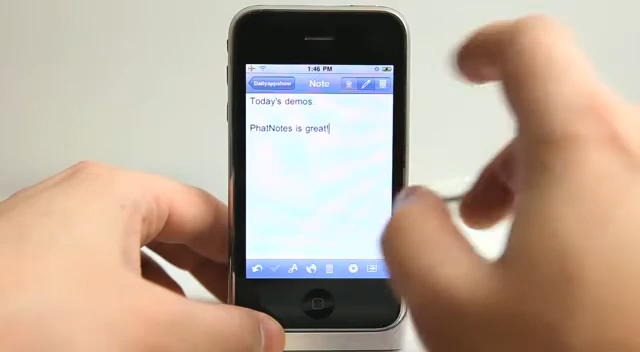 1:46 PM
Dailyappshow
Note
Today's demos
PhatNotes is great!